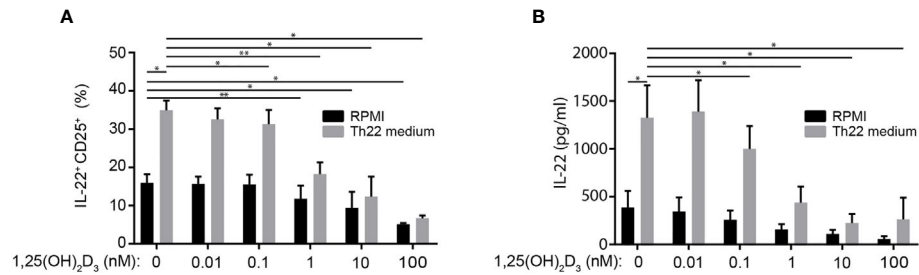 A
* 
* 
** 
* 
* 
* 
* 
**
IL-22⁺ CD25⁺ (%)
50
40
30
20
10
0
RPMI
Th22 medium
1,25(OH)₂D₃ (nM): 0 0.01 0.1 1 10 100
B
*
*
*
*
*
IL-22 (pg/ml)
2000
1500
1000
500
0
RPMI
Th22 medium
1,25(OH)₂D₃ (nM): 0 0.01 0.1 1 10 100